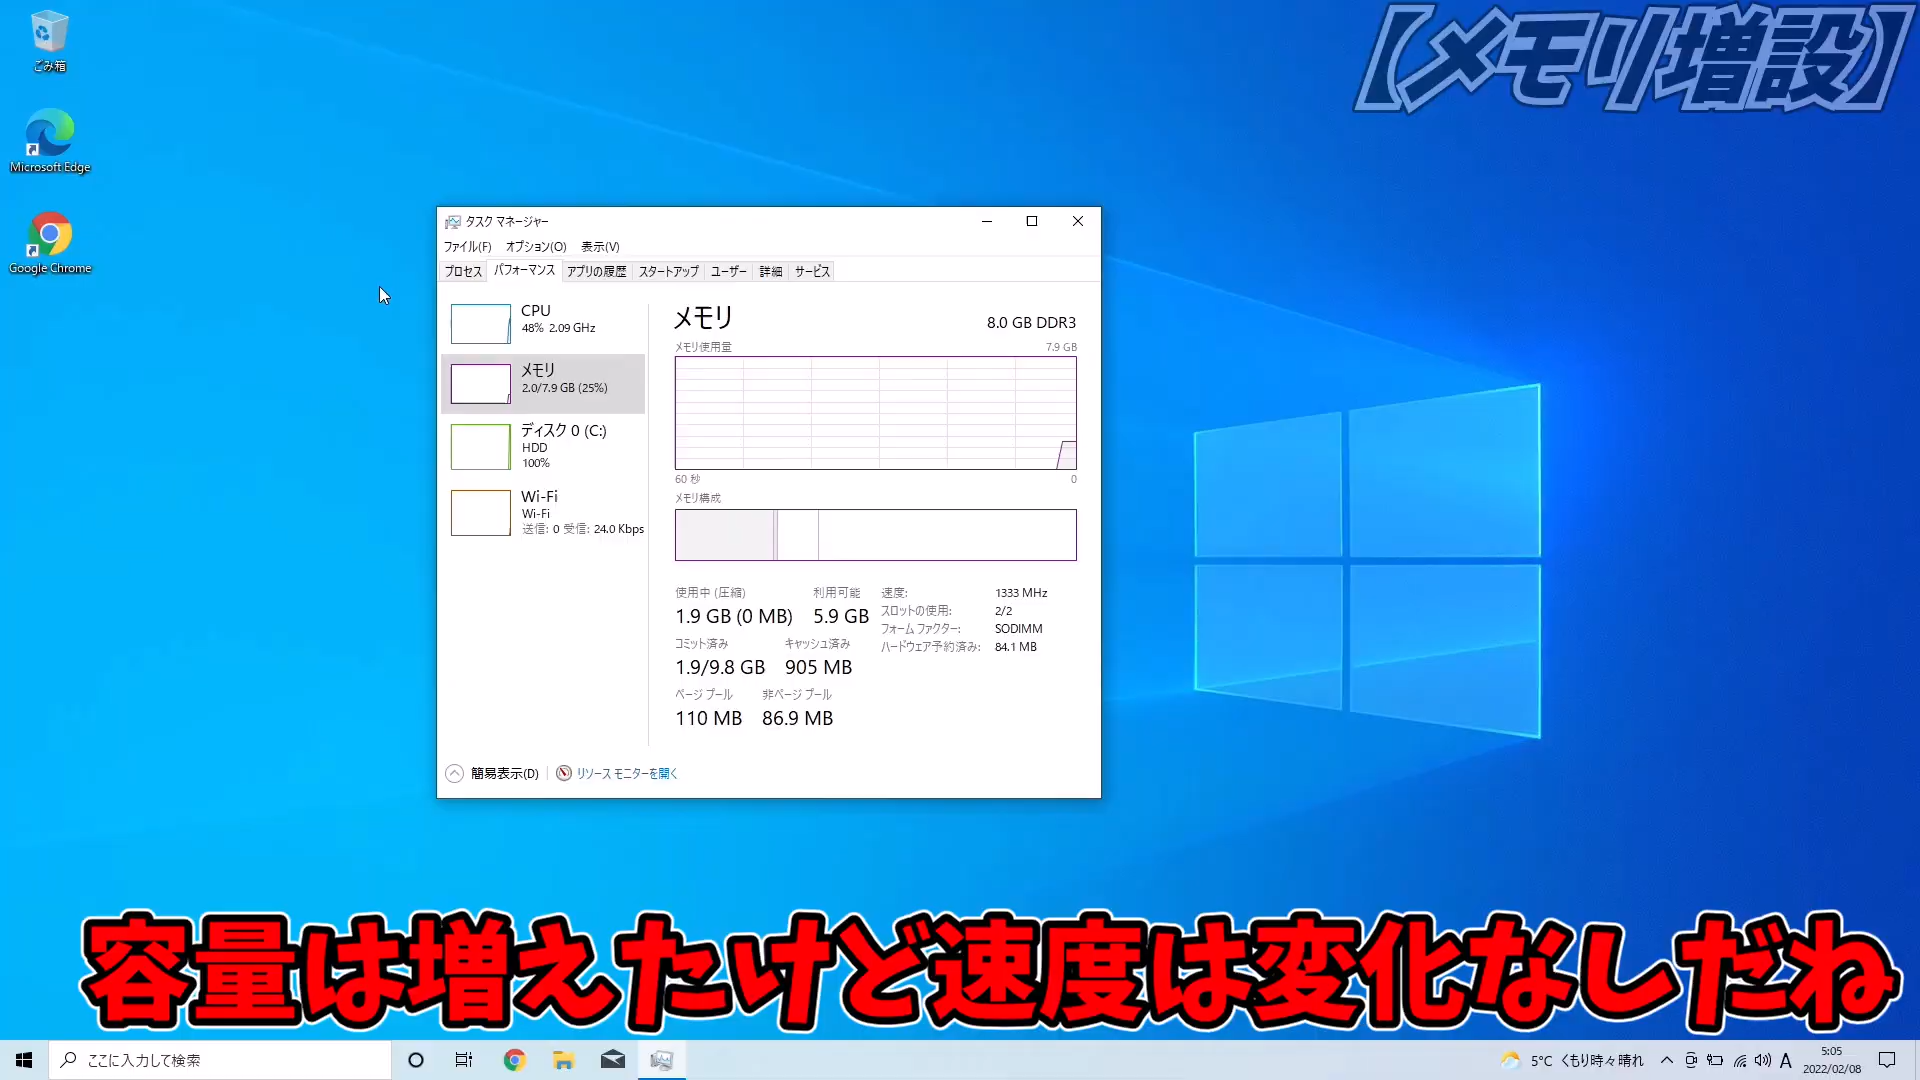 ごみ箱
Microsoft Edge
Google Chrome
【メモリ増設】
タスク マネージャー
ファイル(F) オプション(O) 表示(V)
プロセス パフォーマンス アプリの履歴 スタートアップ ユーザー 詳細 サービス
CPU
48% 2.09 GHz
メモリ
2.0/7.9 GB (25%)
ディスク 0 (C:)
HDD
100%
Wi-Fi
Wi-Fi
送信: 0 受信: 24.0 Kbps
メモリ 8.0 GB DDR3
メモリ使用量 7.9 GB
60 秒 0
メモリ構成
使用中 (圧縮) 利用可能
1.9 GB (0 MB) 5.9 GB
コミット済み キャッシュ済み
1.9/9.8 GB 905 MB
ページ プール 非ページ プール
110 MB 86.9 MB
速度: 1333 MHz
スロットの使用: 2/2
フォーム ファクター: SODIMM
ハードウェア予約済み: 84.1 MB
簡易表示(D) リソース モニターを開く
容量は増えたけど速度は変化なしだね
ここに入力して検索
5°C くもり時々晴れ
A
5:05
2022/02/08